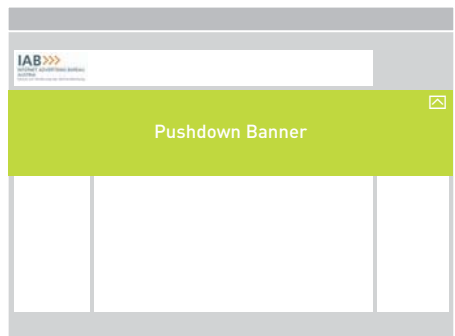 IAB
INTERNET ADVERTISING BUREAU
AUSTRIA
Pushdown Banner